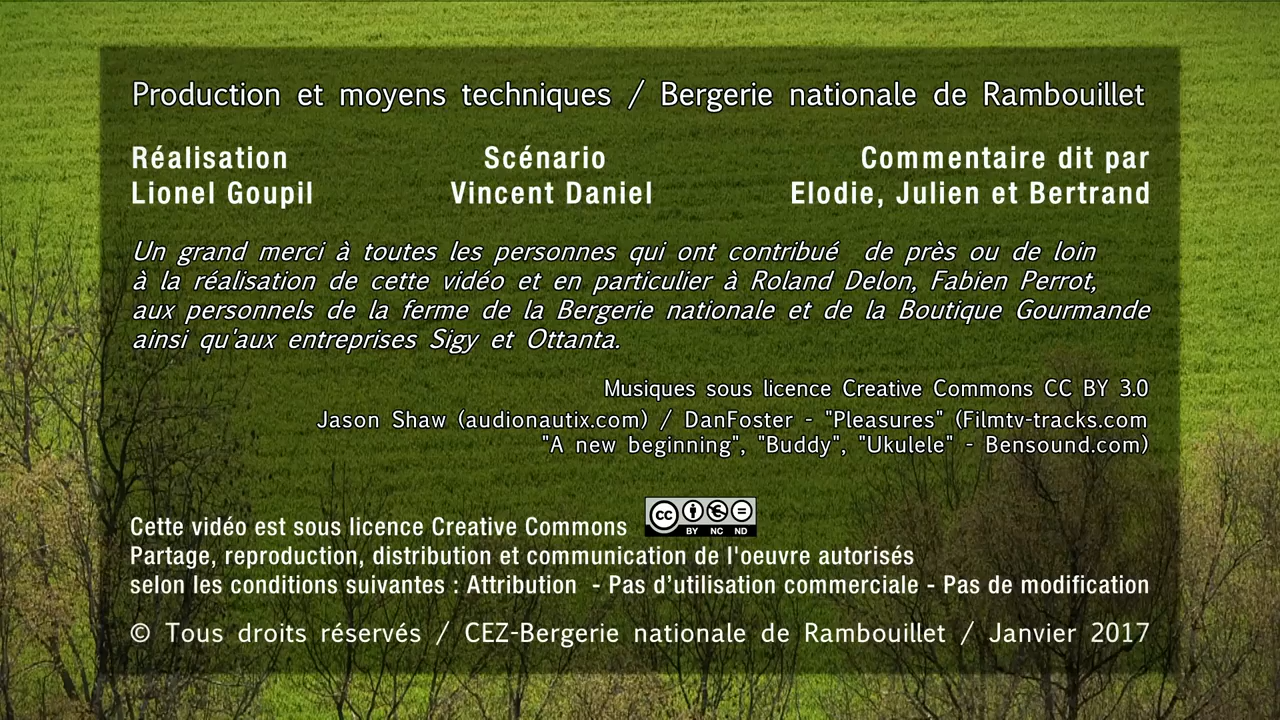 Production et moyens techniques / Bergerie nationale de Rambouillet
Réalisation Scénario Commentaire dit par
Lionel Goupil Vincent Daniel Elodie, Julien et Bertrand
Un grand merci à toutes les personnes qui ont contribué de près ou de loin
à la réalisation de cette vidéo et en particulier à Roland Delon, Fabien Perrot,
aux personnels de la ferme de la Bergerie nationale et de la Boutique Gourmande
ainsi qu'aux entreprises Sigy et Ottanta.
Musiques sous licence Creative Commons CC BY 3.0
Jason Shaw (audionautix.com) / DanFoster - "Pleasures" (Filmtv-tracks.com
"A new beginning", "Buddy", "Ukulele" - Bensound.com)
Cette vidéo est sous licence Creative Commons cc BY NC ND
Partage, reproduction, distribution et communication de l'oeuvre autorisés
selon les conditions suivantes : Attribution - Pas d’utilisation commerciale - Pas de modification
© Tous droits réservés / CEZ-Bergerie nationale de Rambouillet / Janvier 2017